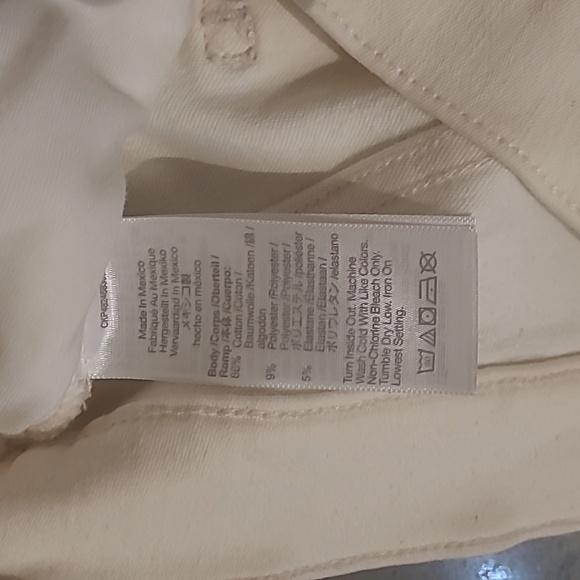 Made In Mexico
Fabriqué Au Mexique
Hergestellt In Mexiko
Vervaardigd In Mexico
メキシコ製
hecho en méxico
Body /Corps /Oberteil /
Romp /本体 /Cuerpo:
86% Cotton/Coton /
Baumwolle/Katoen /綿 /
algodón
9% Polyester /Polyester /
Polyester /Polyester /
ポリエステル /poliéster
5% Elastane /Elasthanne /
Elastan /Elastaan /
ポリウレタン /elastano
Turn Inside Out. Machine
Wash Cold With Like Colors.
Non-Chlorine Bleach Only.
Tumble Dry Low. Iron On
Lowest Setting.